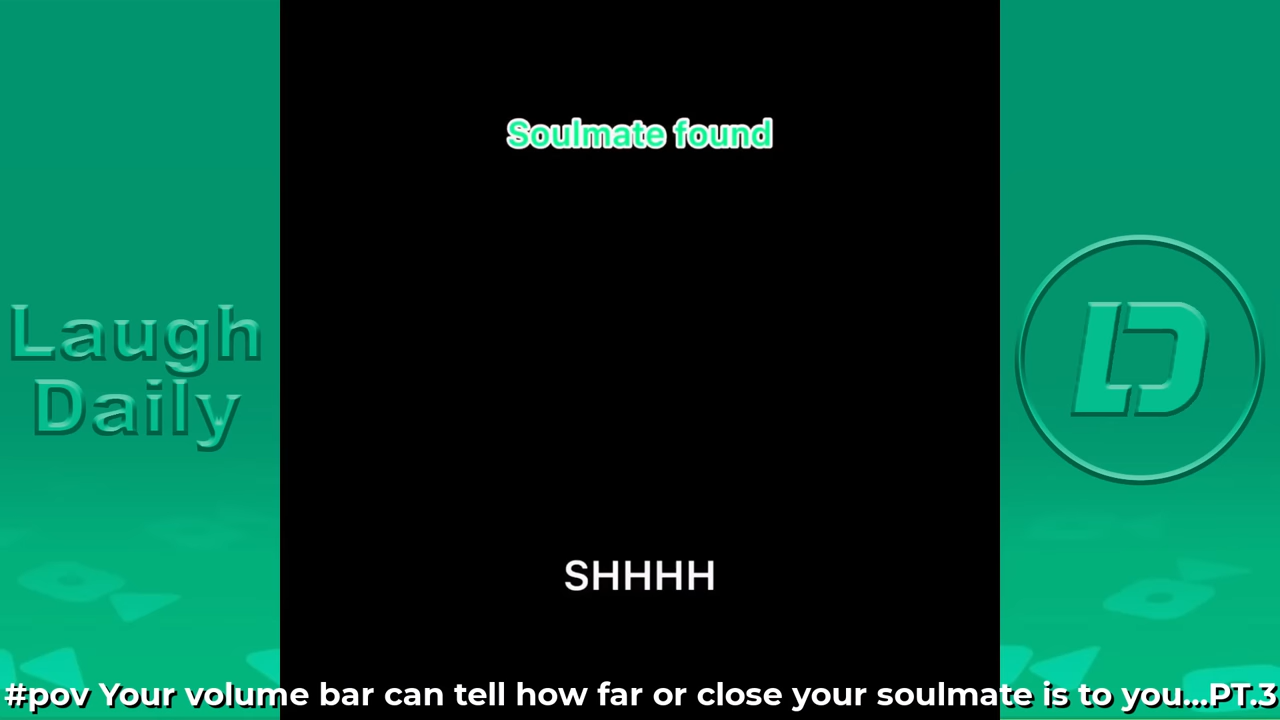 Soulmate found
Laugh
Daily
LD
SHHHH
#pov Your volume bar can tell how far or close your soulmate is to you...PT.3